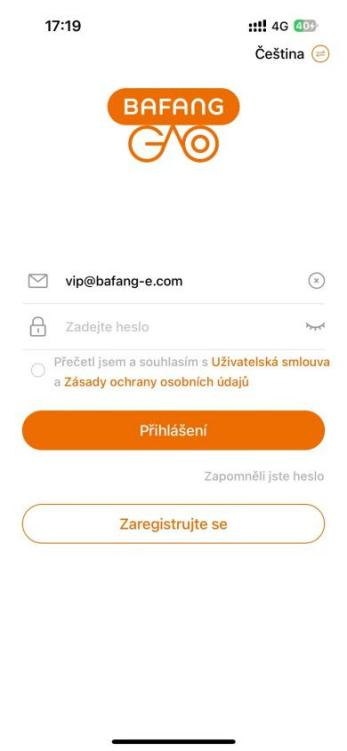 17:19
4G 40
Čeština
BAFANG
GO
vip@bafang-e.com
Zadejte heslo
Přečetl jsem a souhlasím s Uživatelská smlouva
a Zásady ochrany osobních údajů
Přihlášení
Zapomněli jste heslo
Zaregistrujte se